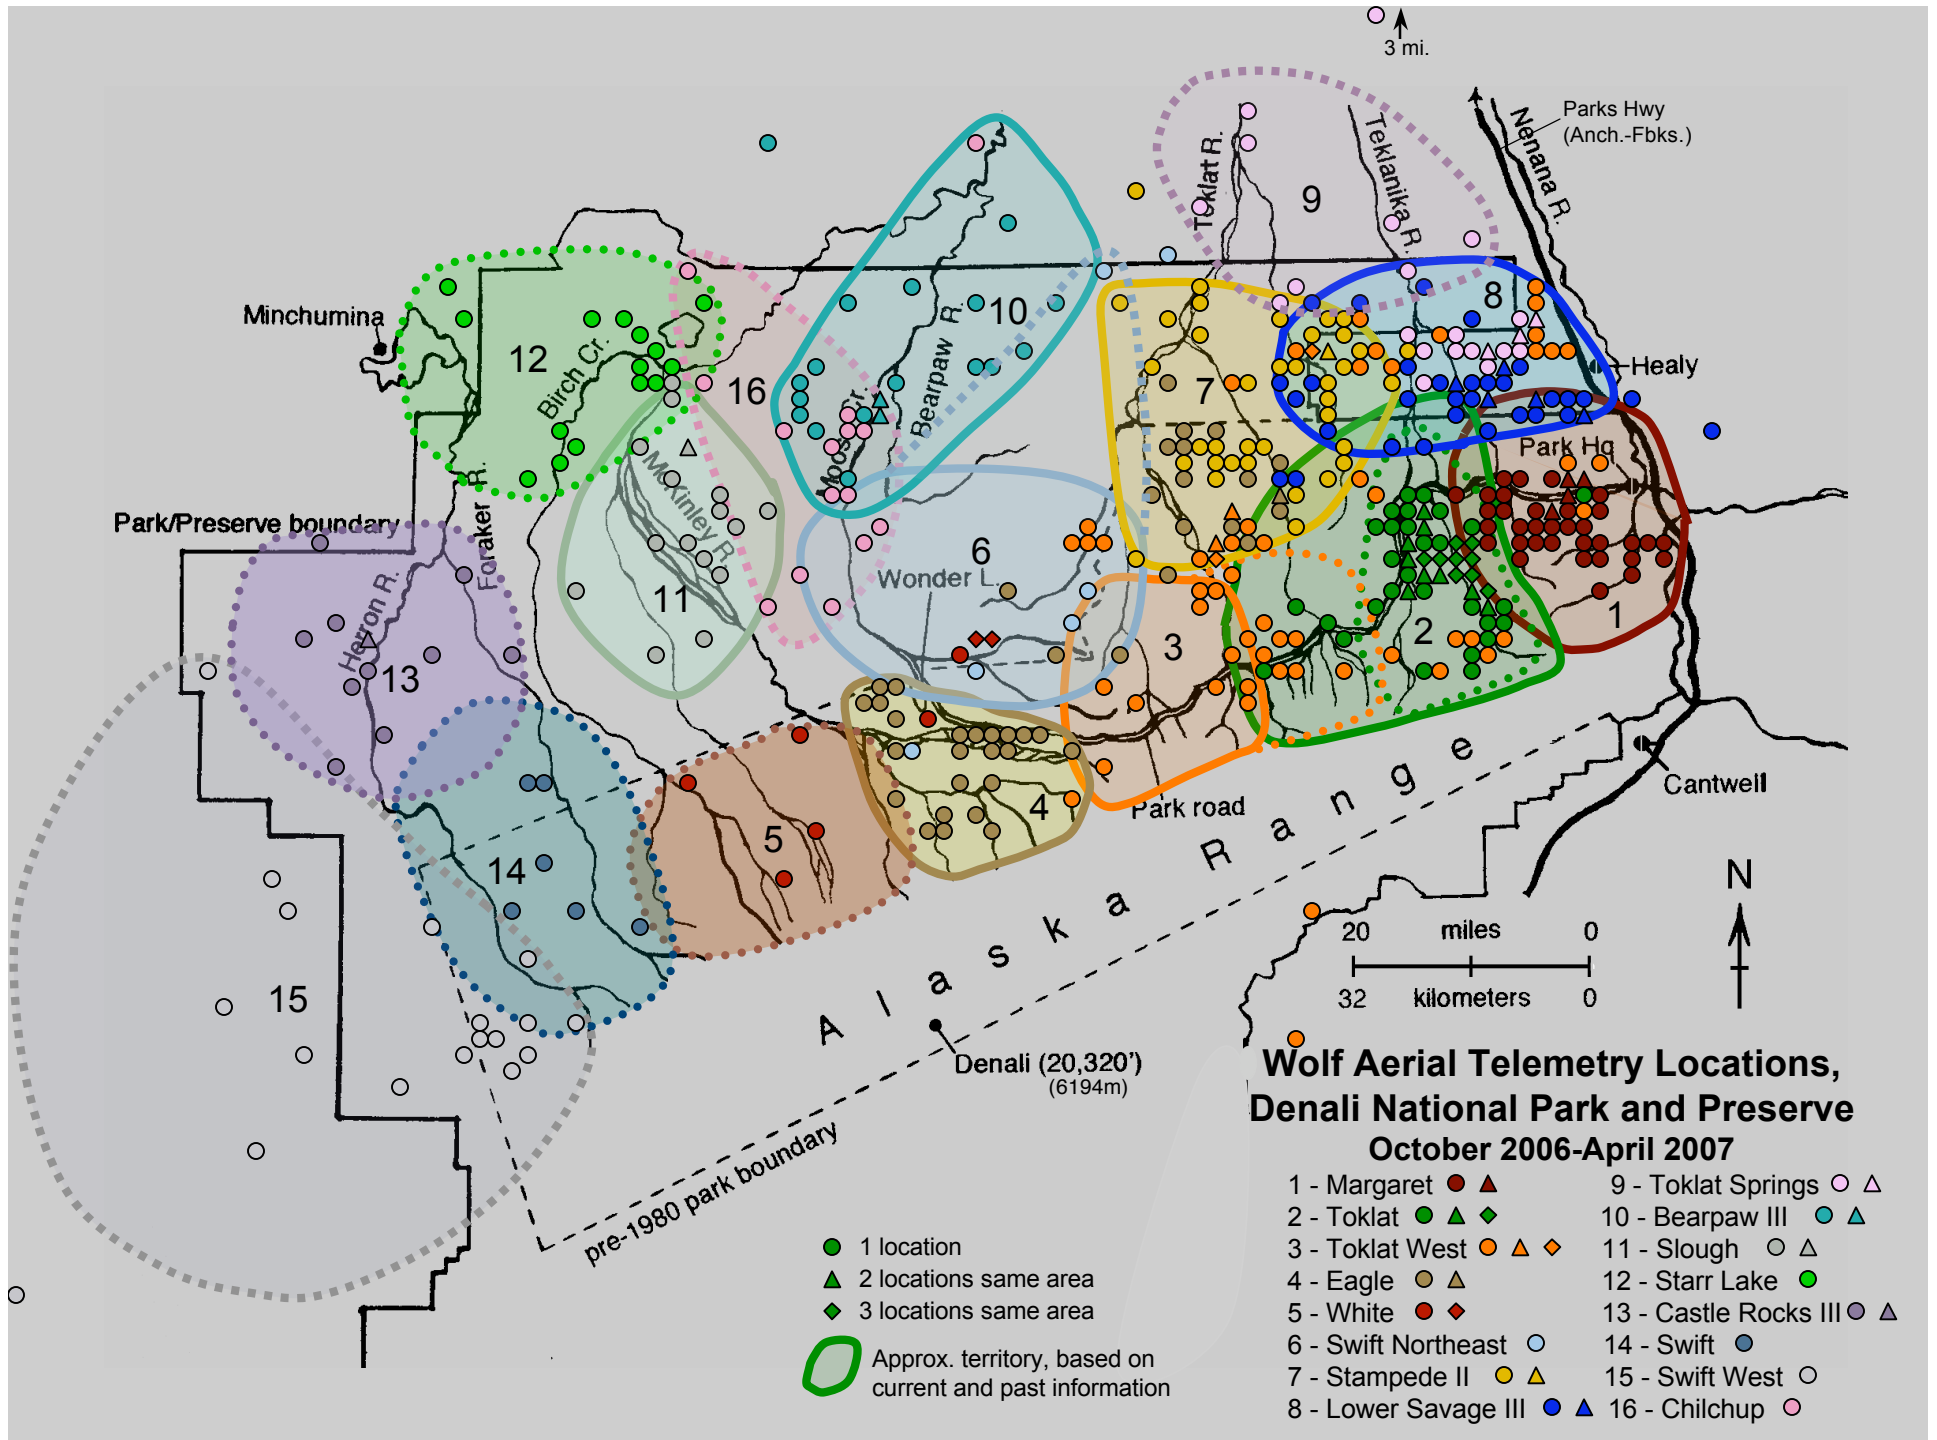 3 mi.
Parks Hwy
(Anch.-Fbks.)
Nenana R.
Toklat R.
Teklanika R.
9
Minchumina
12
Birch Cr.
16
10
Bearpaw R.
Moose Cr.
7
8
Healy
Park Hq
Park/Preserve boundary
Foraker R.
McKinley R.
11
6
Wonder L.
Herron R.
13
3
2
1
Park road
Cantwell
14
5
4
15
Alaska Range
Denali (20,320')
(6194m)
pre-1980 park boundary
N
20 miles 0
32 kilometers 0
Wolf Aerial Telemetry Locations,
Denali National Park and Preserve
October 2006-April 2007
1 - Margaret
2 - Toklat
3 - Toklat West
4 - Eagle
5 - White
6 - Swift Northeast
7 - Stampede II
8 - Lower Savage III
9 - Toklat Springs
10 - Bearpaw III
11 - Slough
12 - Starr Lake
13 - Castle Rocks III
14 - Swift
15 - Swift West
16 - Chilchup
1 location
2 locations same area
3 locations same area
Approx. territory, based on
current and past information